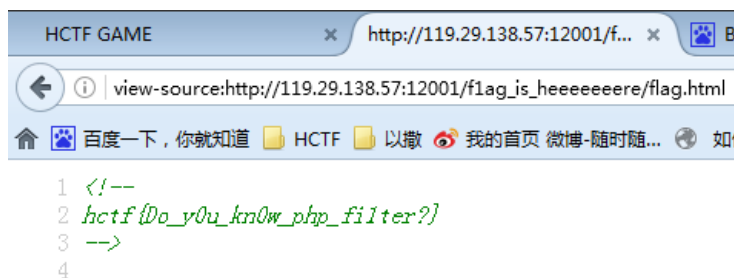 HCTF GAME
http://119.29.138.57:12001/f...
B
view-source:http://119.29.138.57:12001/f1ag_is_heeeeeeere/flag.html
百度一下，你就知道 HCTF 以撒 我的首页 微博-随时随... 如
1 <!--
2 hctf{Do_y0u_kn0w_php_filter?}
3 -->
4